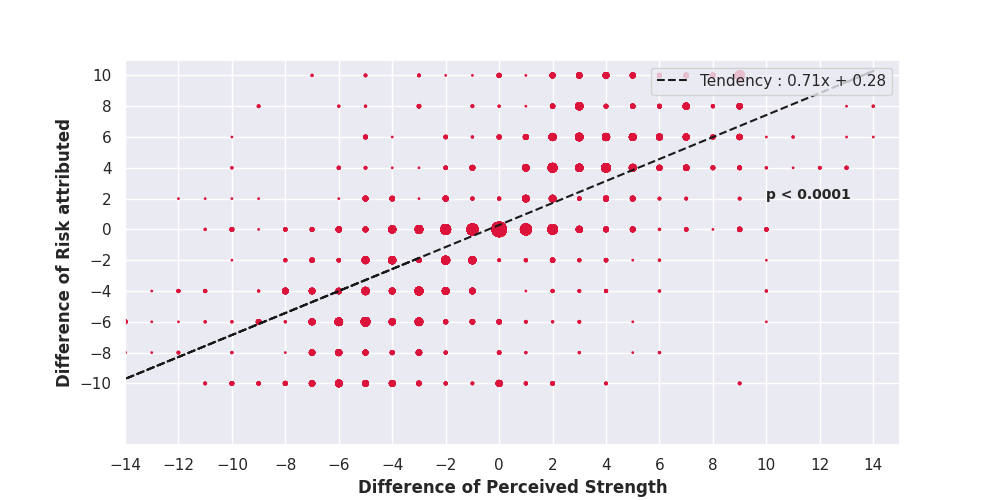 10
8
6
4
2
0
−2
−4
−6
−8
−10
Difference of Risk attributed
Tendency : 0.71x + 0.28
p < 0.0001
−14 −12 −10 −8 −6 −4 −2 0 2 4 6 8 10 12 14
Difference of Perceived Strength